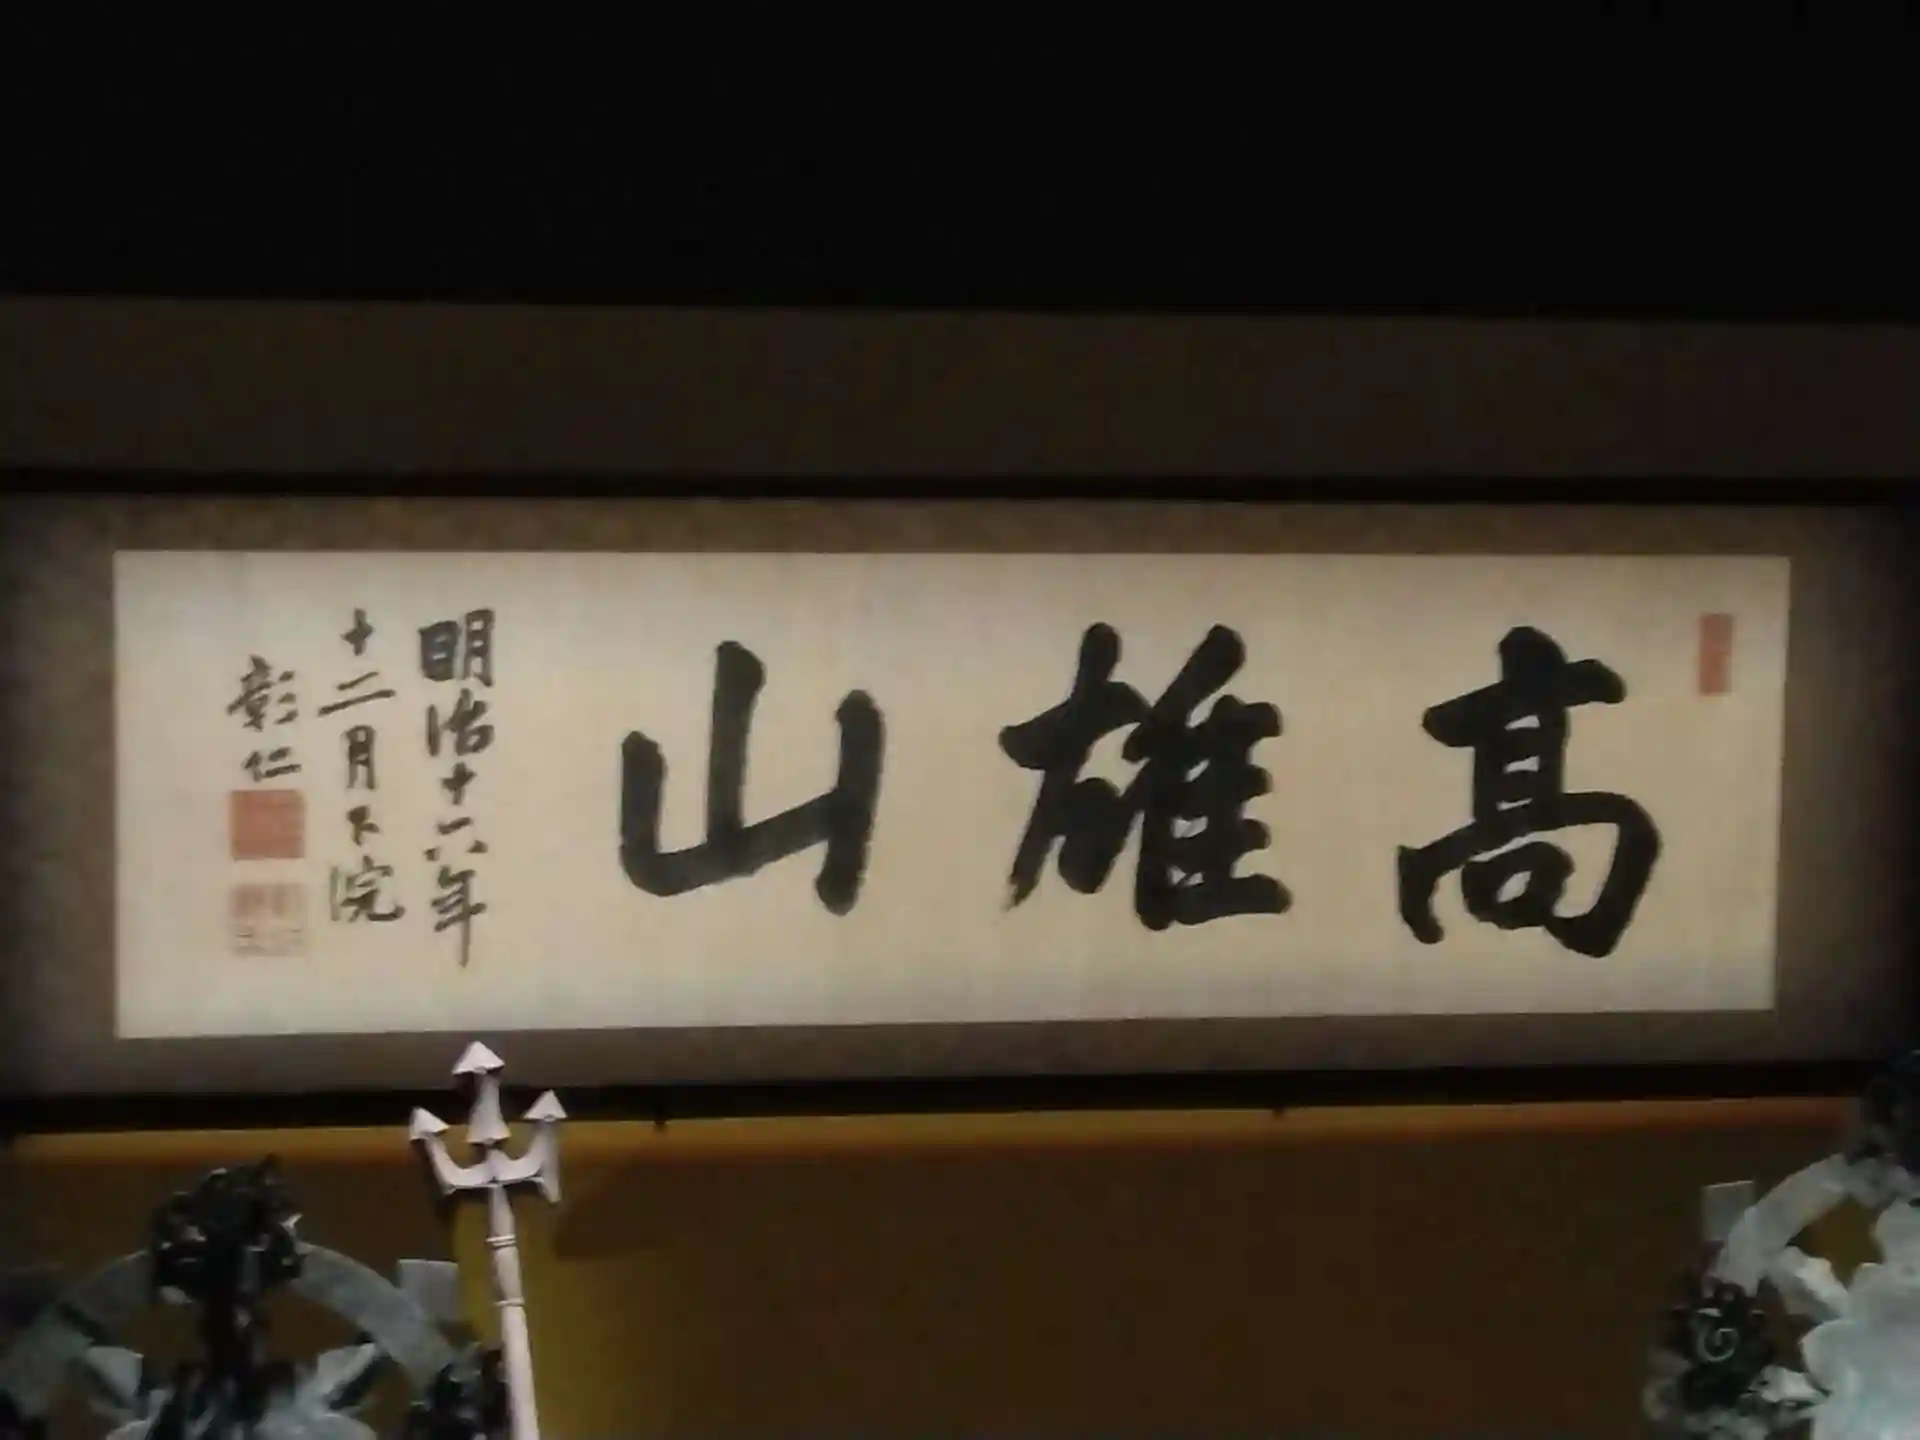 高雄山
明治十六年
十二月下浣
彰仁